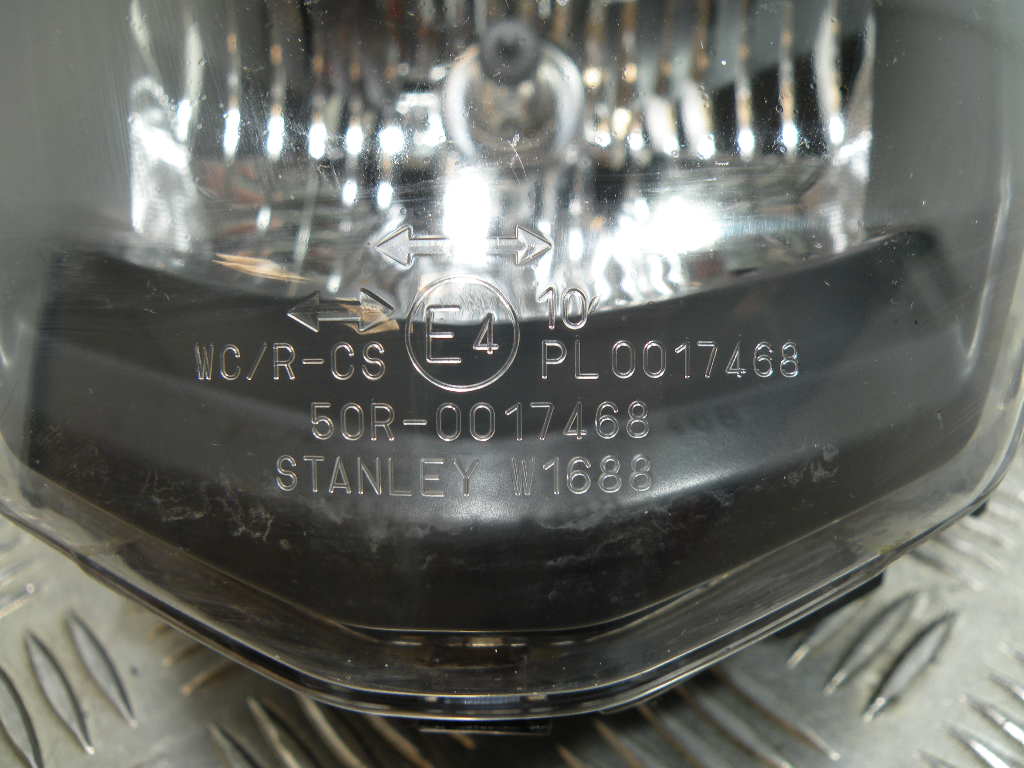 10
E4
WC/R-CS
PL0017468
50R-0017468
STANLEY W1688